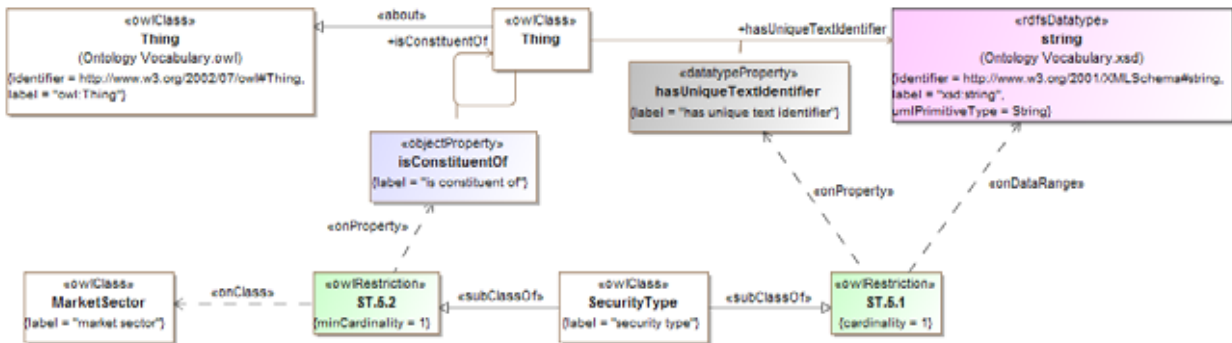 «owlClass»
Thing
(Ontology Vocabulary.owl)
{identifier = http://www.w3.org/2002/07/owl#Thing,
label = "owl:Thing"}
«about»
+isConstituentOf
«owlClass»
Thing
+hasUniqueTextIdentifier
«rdfsDatatype»
string
(Ontology Vocabulary.xsd)
{identifier = http://www.w3.org/2001/XMLSchema#string,
label = "xsd:string",
umlPrimitiveType = String}
«datatypeProperty»
hasUniqueTextIdentifier
{label = "has unique text identifier"}
«objectProperty»
isConstituentOf
{label = "is constituent of"}
«onProperty»
«onProperty»
«onDataRange»
«owlClass»
MarketSector
{label = "market sector"}
«onClass»
«owlRestriction»
ST.5.2
{minCardinality = 1}
«subClassOf»
«owlClass»
SecurityType
{label = "security type"}
«subClassOf»
«owlRestriction»
ST.5.1
{cardinality = 1}